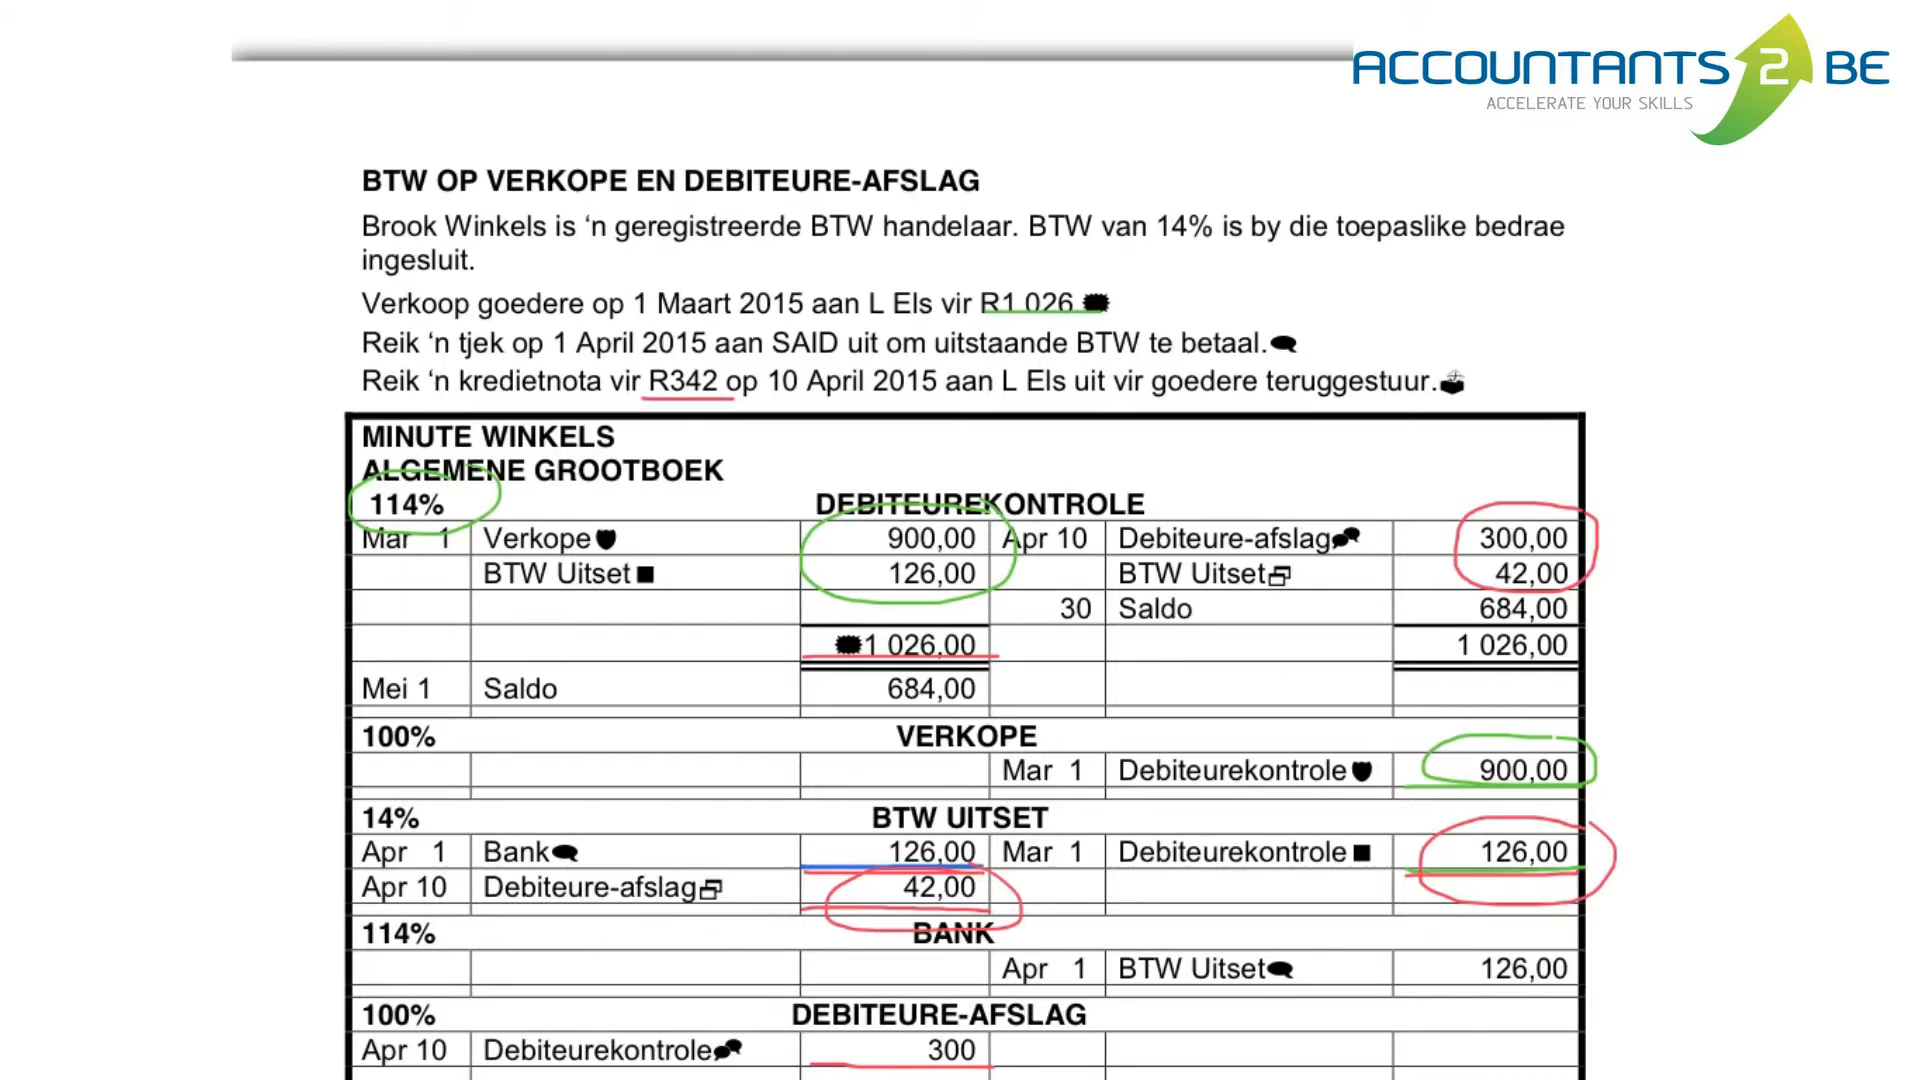 ACCOUNTANTS 2 BE
ACCELERATE YOUR SKILLS
BTW OP VERKOPE EN DEBITEURE-AFSLAG
Brook Winkels is ‘n geregistreerde BTW handelaar. BTW van 14% is by die toepaslike bedrae
ingesluit.
Verkoop goedere op 1 Maart 2015 aan L Els vir R1 026
Reik ‘n tjek op 1 April 2015 aan SAID uit om uitstaande BTW te betaal.
Reik ‘n kredietnota vir R342 op 10 April 2015 aan L Els uit vir goedere teruggestuur.
MINUTE WINKELS
ALGEMENE GROOTBOEK
114% DEBITEUREKONTROLE
Mar 1 Verkope 900,00 Apr 10 Debiteure-afslag 300,00
BTW Uitset 126,00 BTW Uitset 42,00
30 Saldo 684,00
1 026,00 1 026,00
Mei 1 Saldo 684,00
100% VERKOPE
Mar 1 Debiteurekontrole 900,00
14% BTW UITSET
Apr 1 Bank 126,00 Mar 1 Debiteurekontrole 126,00
Apr 10 Debiteure-afslag 42,00
114% BANK
Apr 1 BTW Uitset 126,00
100% DEBITEURE-AFSLAG
Apr 10 Debiteurekontrole 300